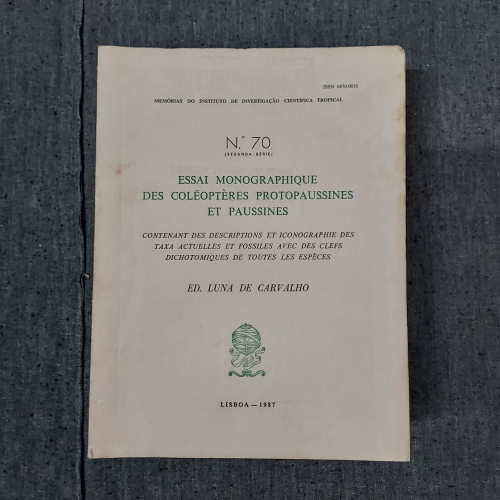 ISSN 0870-0036
MEMÓRIAS DO INSTITUTO DE INVESTIGAÇÃO CIENTÍFICA TROPICAL
N.º 70
(SEGUNDA SÉRIE)
ESSAI MONOGRAPHIQUE
DES COLÉOPTÈRES PROTOPAUSSINES
ET PAUSSINES
CONTENANT DES DESCRIPTIONS ET ICONOGRAPHIE DES
TAXA ACTUELLES ET FOSSILES AVEC DES CLEFS
DICHOTOMIQUES DE TOUTES LES ESPÈCES
ED. LUNA DE CARVALHO
LISBOA — 1987